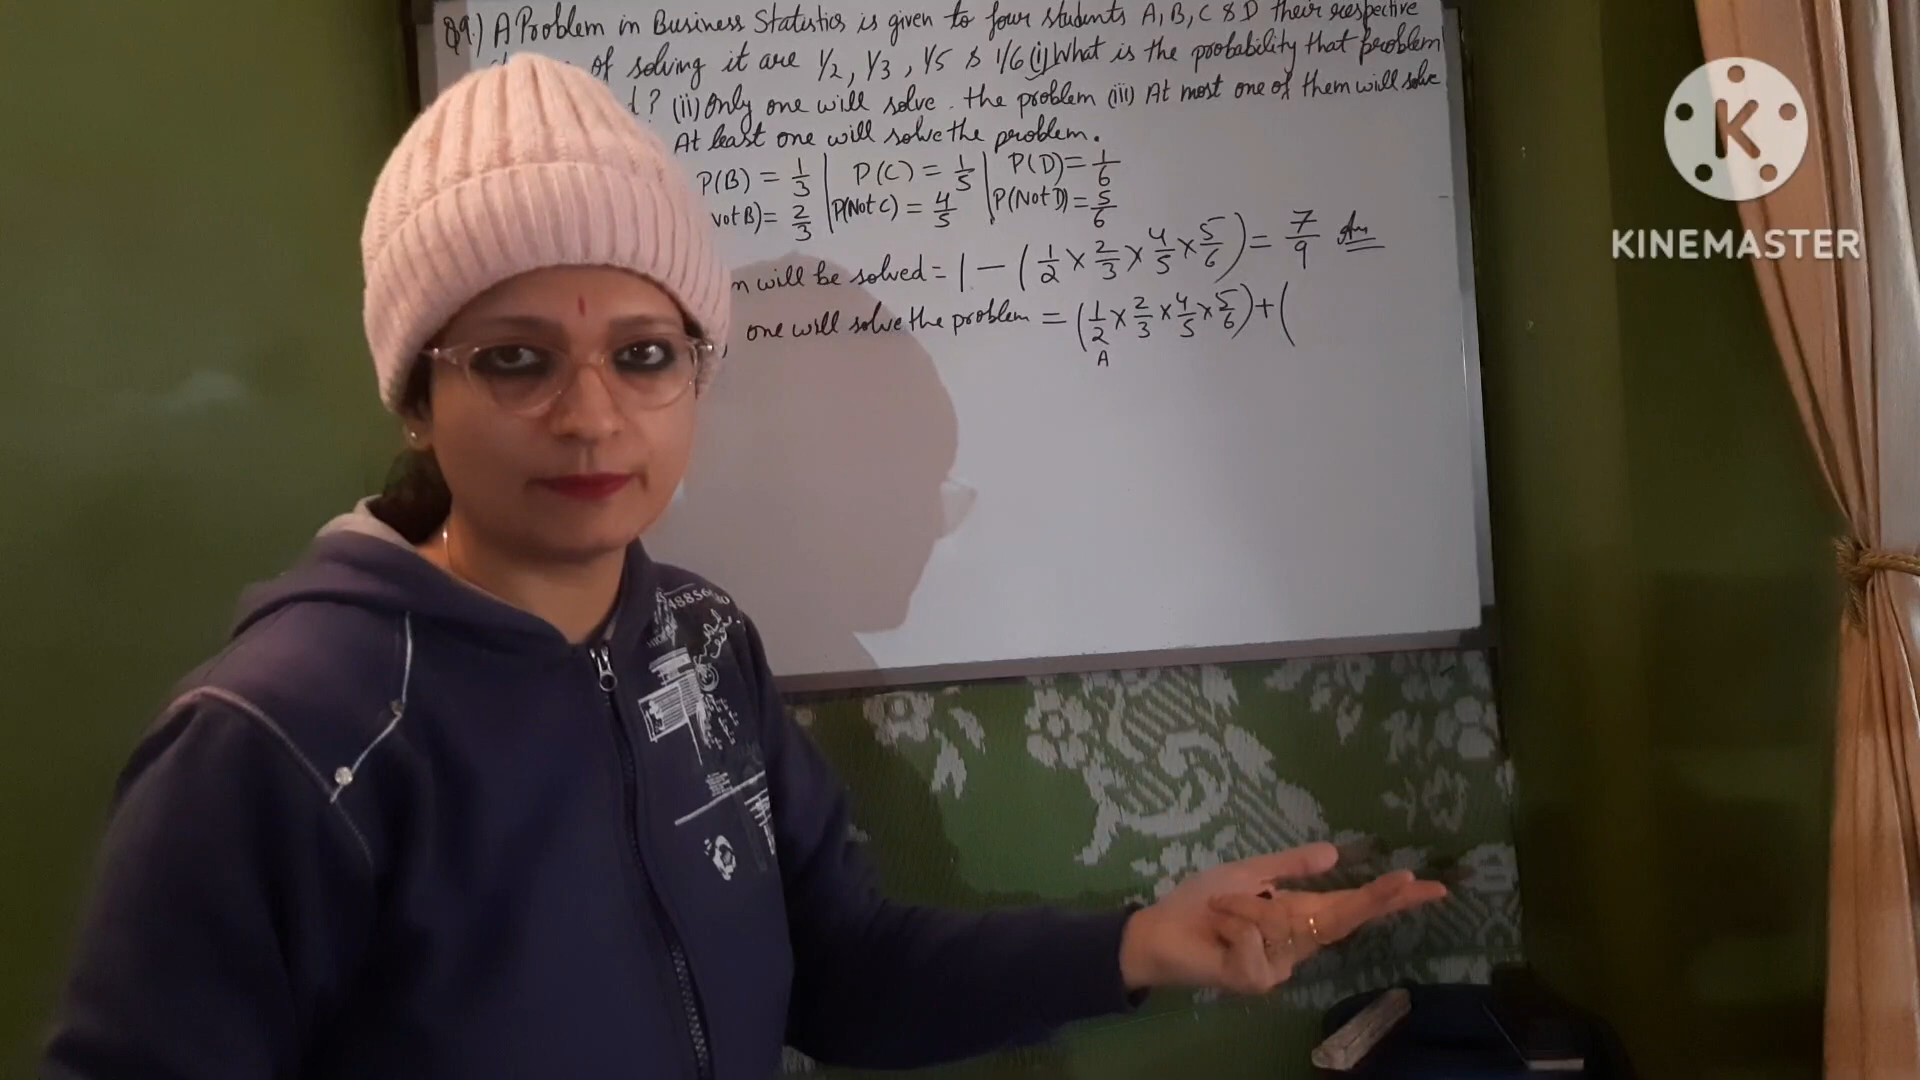 Q9.) A Problem in Business Statistics is given to four students A, B, C & D their respective
of solving it are 1/2, 1/3, 1/5 & 1/6 (i) What is the probability that problem
? (ii) Only one will solve. the problem (iii) At most one of them will solve
At least one will solve the problem.
P(B) = 1/3 | P(C) = 1/5 | P(D) = 1/6
not B) = 2/3 | P(Not C) = 4/5 | P(Not D) = 5/6
will be solved = 1 - (1/2 × 2/3 × 4/5 × 5/6) = 7/9 An
one will solve the problem = (1/2 × 2/3 × 4/5 × 5/6) + (
A
K
KINEMASTER